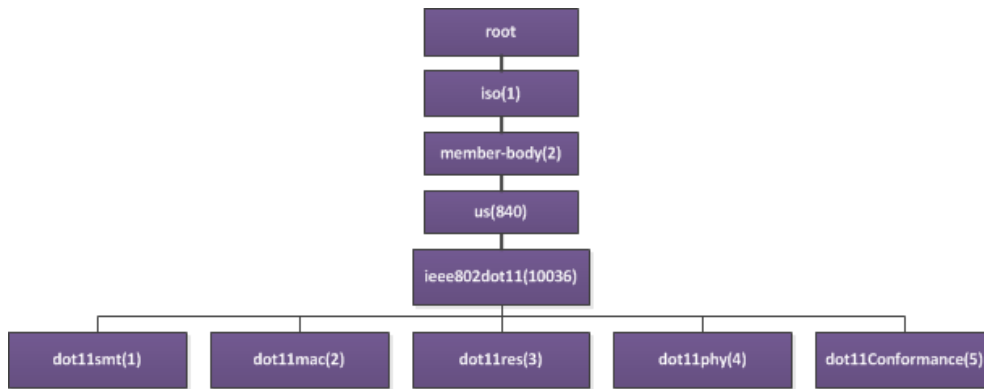 root
iso(1)
member-body(2)
us(840)
ieee802dot11(10036)
dot11smt(1)
dot11mac(2)
dot11res(3)
dot11phy(4)
dot11Conformance(5)